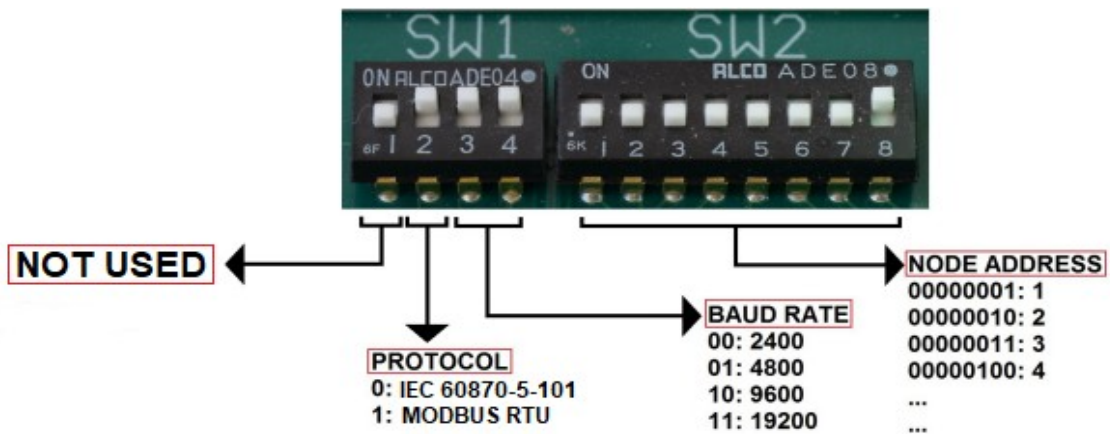 SW1 SW2
ON ALCO ADE04
6F 1 2 3 4
ON ALCO ADE08
6K 1 2 3 4 5 6 7 8
NOT USED
PROTOCOL
0: IEC 60870-5-101
1: MODBUS RTU
BAUD RATE
00: 2400
01: 4800
10: 9600
11: 19200
NODE ADDRESS
00000001: 1
00000010: 2
00000011: 3
00000100: 4
...
...